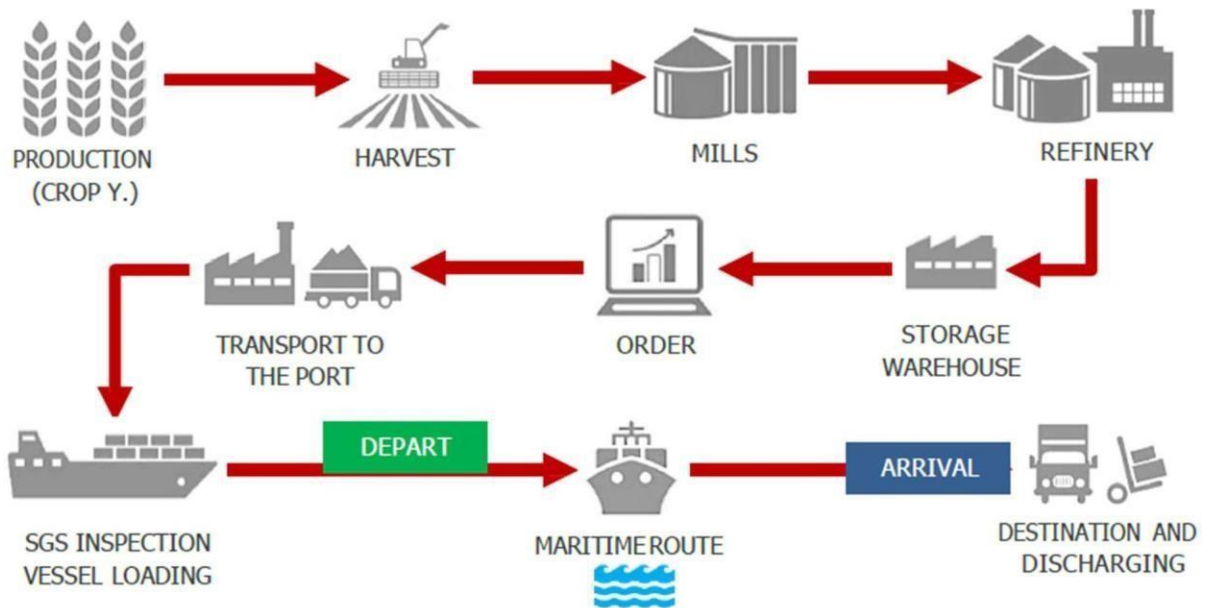 PRODUCTION
(CROP Y.)
HARVEST
MILLS
REFINERY
TRANSPORT TO
THE PORT
ORDER
STORAGE
WAREHOUSE
DEPART
ARRIVAL
SGS INSPECTION
VESSEL LOADING
MARITIME ROUTE
DESTINATION AND
DISCHARGING